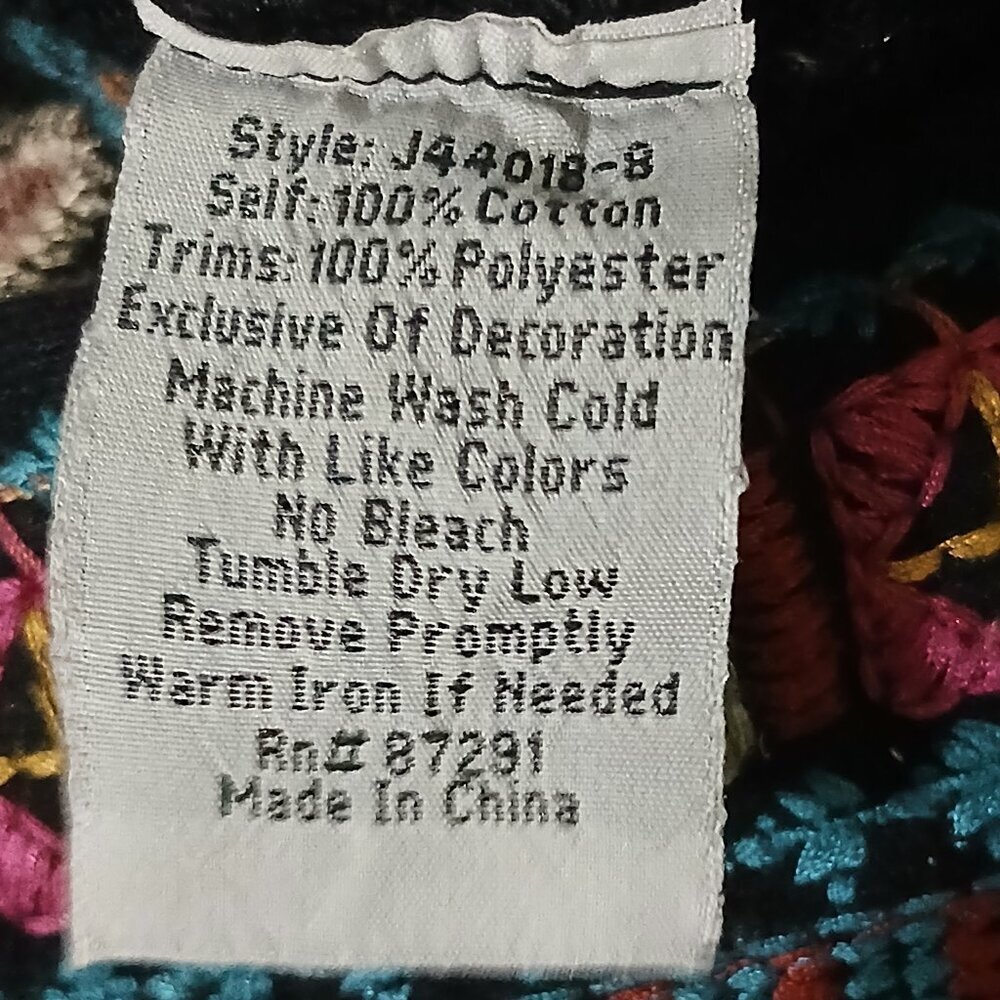 Style: J44018-8
Self: 100% Cotton
Trims: 100% Polyester
Exclusive Of Decoration
Machine Wash Cold
With Like Colors
No Bleach
Tumble Dry Low
Remove Promptly
Warm Iron If Needed
Rn# 87291
Made In China